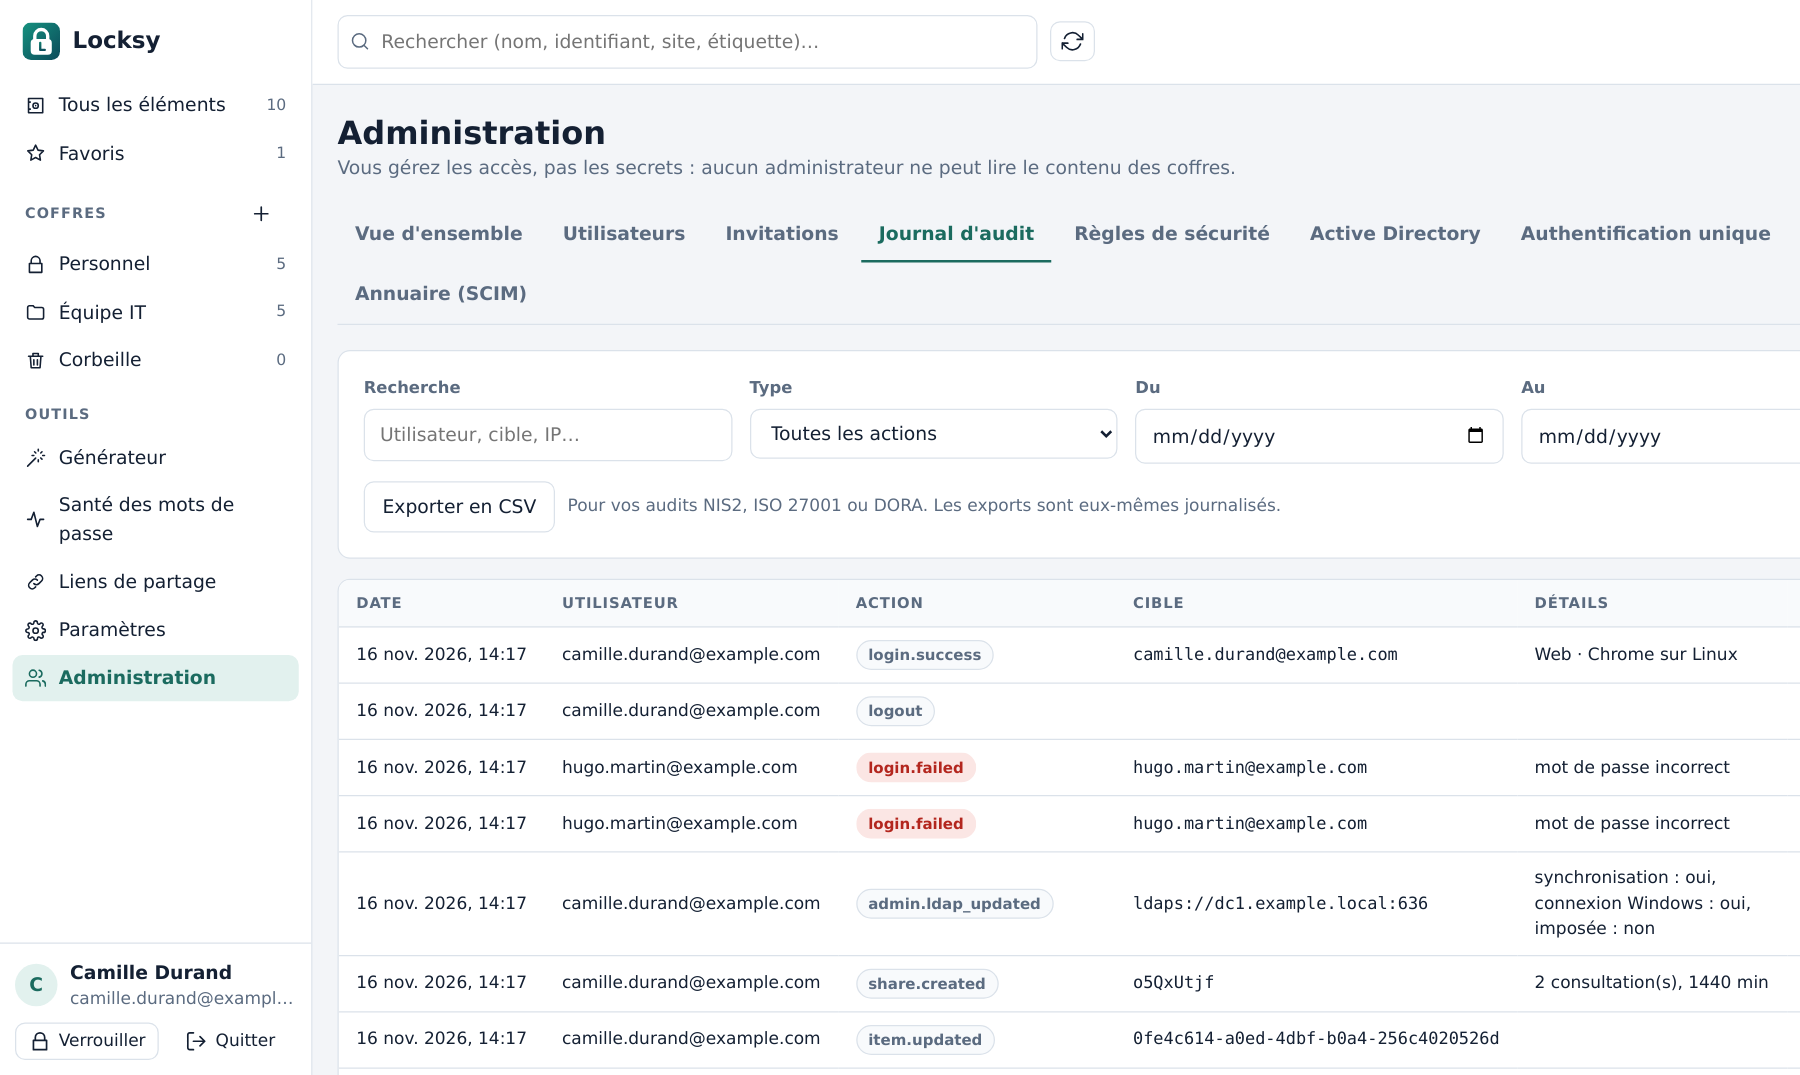 Locksy
Rechercher (nom, identifiant, site, étiquette)...
Tous les éléments 10
Favoris 1
COFFRES
Personnel 5
Équipe IT 5
Corbeille 0
OUTILS
Générateur
Santé des mots de
passe
Liens de partage
Paramètres
Administration
Camille Durand
camille.durand@exampl...
Verrouiller Quitter
Administration
Vous gérez les accès, pas les secrets : aucun administrateur ne peut lire le contenu des coffres.
Vue d'ensemble Utilisateurs Invitations Journal d'audit Règles de sécurité Active Directory Authentification unique
Annuaire (SCIM)
Recherche Type Du Au
Utilisateur, cible, IP... Toutes les actions mm/dd/yyyy mm/dd/yyyy
Exporter en CSV Pour vos audits NIS2, ISO 27001 ou DORA. Les exports sont eux-mêmes journalisés.
DATE UTILISATEUR ACTION CIBLE DÉTAILS
16 nov. 2026, 14:17 camille.durand@example.com login.success camille.durand@example.com Web · Chrome sur Linux
16 nov. 2026, 14:17 camille.durand@example.com logout
16 nov. 2026, 14:17 hugo.martin@example.com login.failed hugo.martin@example.com mot de passe incorrect
16 nov. 2026, 14:17 hugo.martin@example.com login.failed hugo.martin@example.com mot de passe incorrect
16 nov. 2026, 14:17 camille.durand@example.com admin.ldap_updated ldaps://dc1.example.local:636 synchronisation : oui,
connexion Windows : oui,
imposée : non
16 nov. 2026, 14:17 camille.durand@example.com share.created o5QxUtjf 2 consultation(s), 1440 min
16 nov. 2026, 14:17 camille.durand@example.com item.updated 0fe4c614-a0ed-4dbf-b0a4-256c4020526d